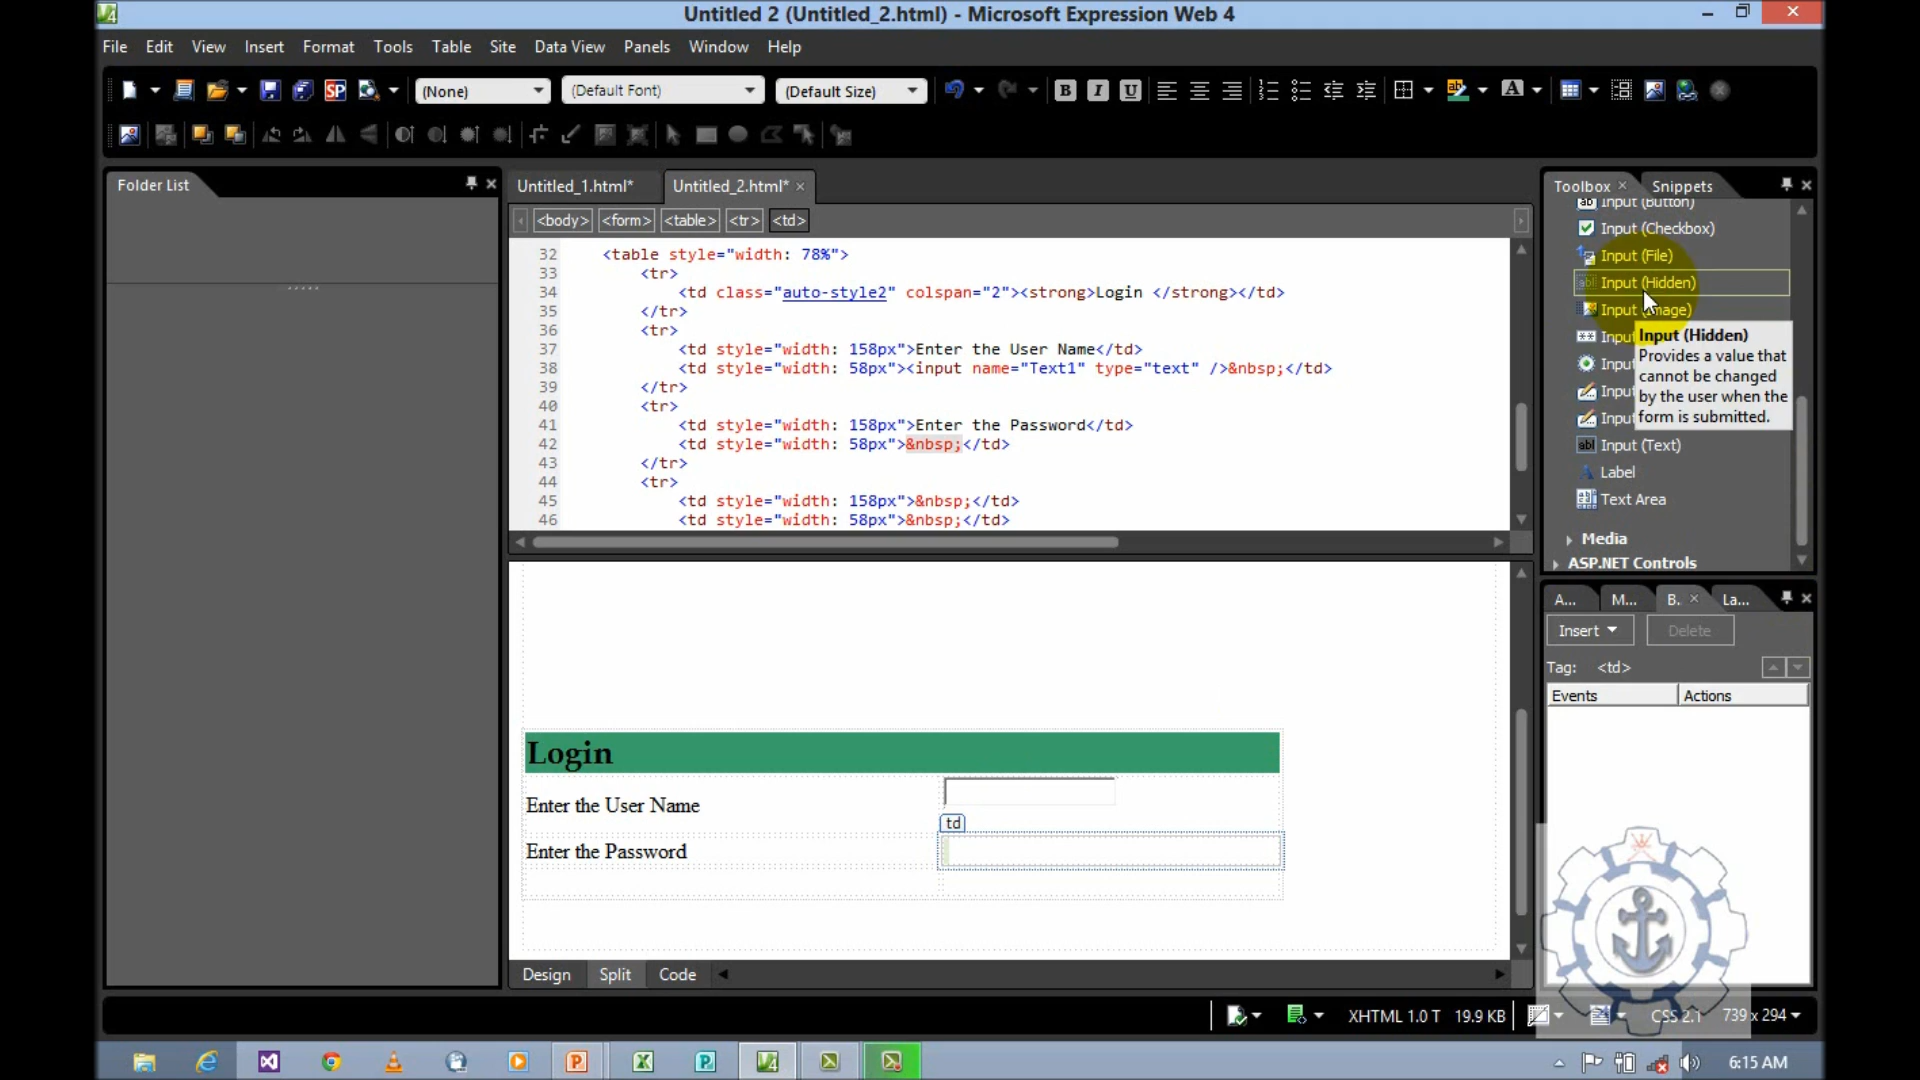 Untitled 2 (Untitled_2.html) - Microsoft Expression Web 4
File Edit View Insert Format Tools Table Site Data View Panels Window Help
(None) (Default Font) (Default Size)
Folder List
Untitled_1.html* Untitled_2.html*
<body> <form> <table> <tr> <td>
32 <table style="width: 78%">
33 <tr>
34 <td class="auto-style2" colspan="2"><strong>Login </strong></td>
35 </tr>
36 <tr>
37 <td style="width: 158px">Enter the User Name</td>
38 <td style="width: 58px"><input name="Text1" type="text" />&nbsp;</td>
39 </tr>
40 <tr>
41 <td style="width: 158px">Enter the Password</td>
42 <td style="width: 58px">&nbsp;</td>
43 </tr>
44 <tr>
45 <td style="width: 158px">&nbsp;</td>
46 <td style="width: 58px">&nbsp;</td>
Login
Enter the User Name
td
Enter the Password
Design Split Code
Toolbox Snippets
Input (Button)
Input (Checkbox)
Input (File)
Input (Hidden)
Input (Image)
Input (Hidden)
Provides a value that
cannot be changed
by the user when the
form is submitted.
Input (Text)
Label
Text Area
Media
ASP.NET Controls
A... M... B. La...
Insert Delete
Tag: <td>
Events Actions
XHTML 1.0 T 19.9 KB CSS 2.1 739 x 294
6:15 AM